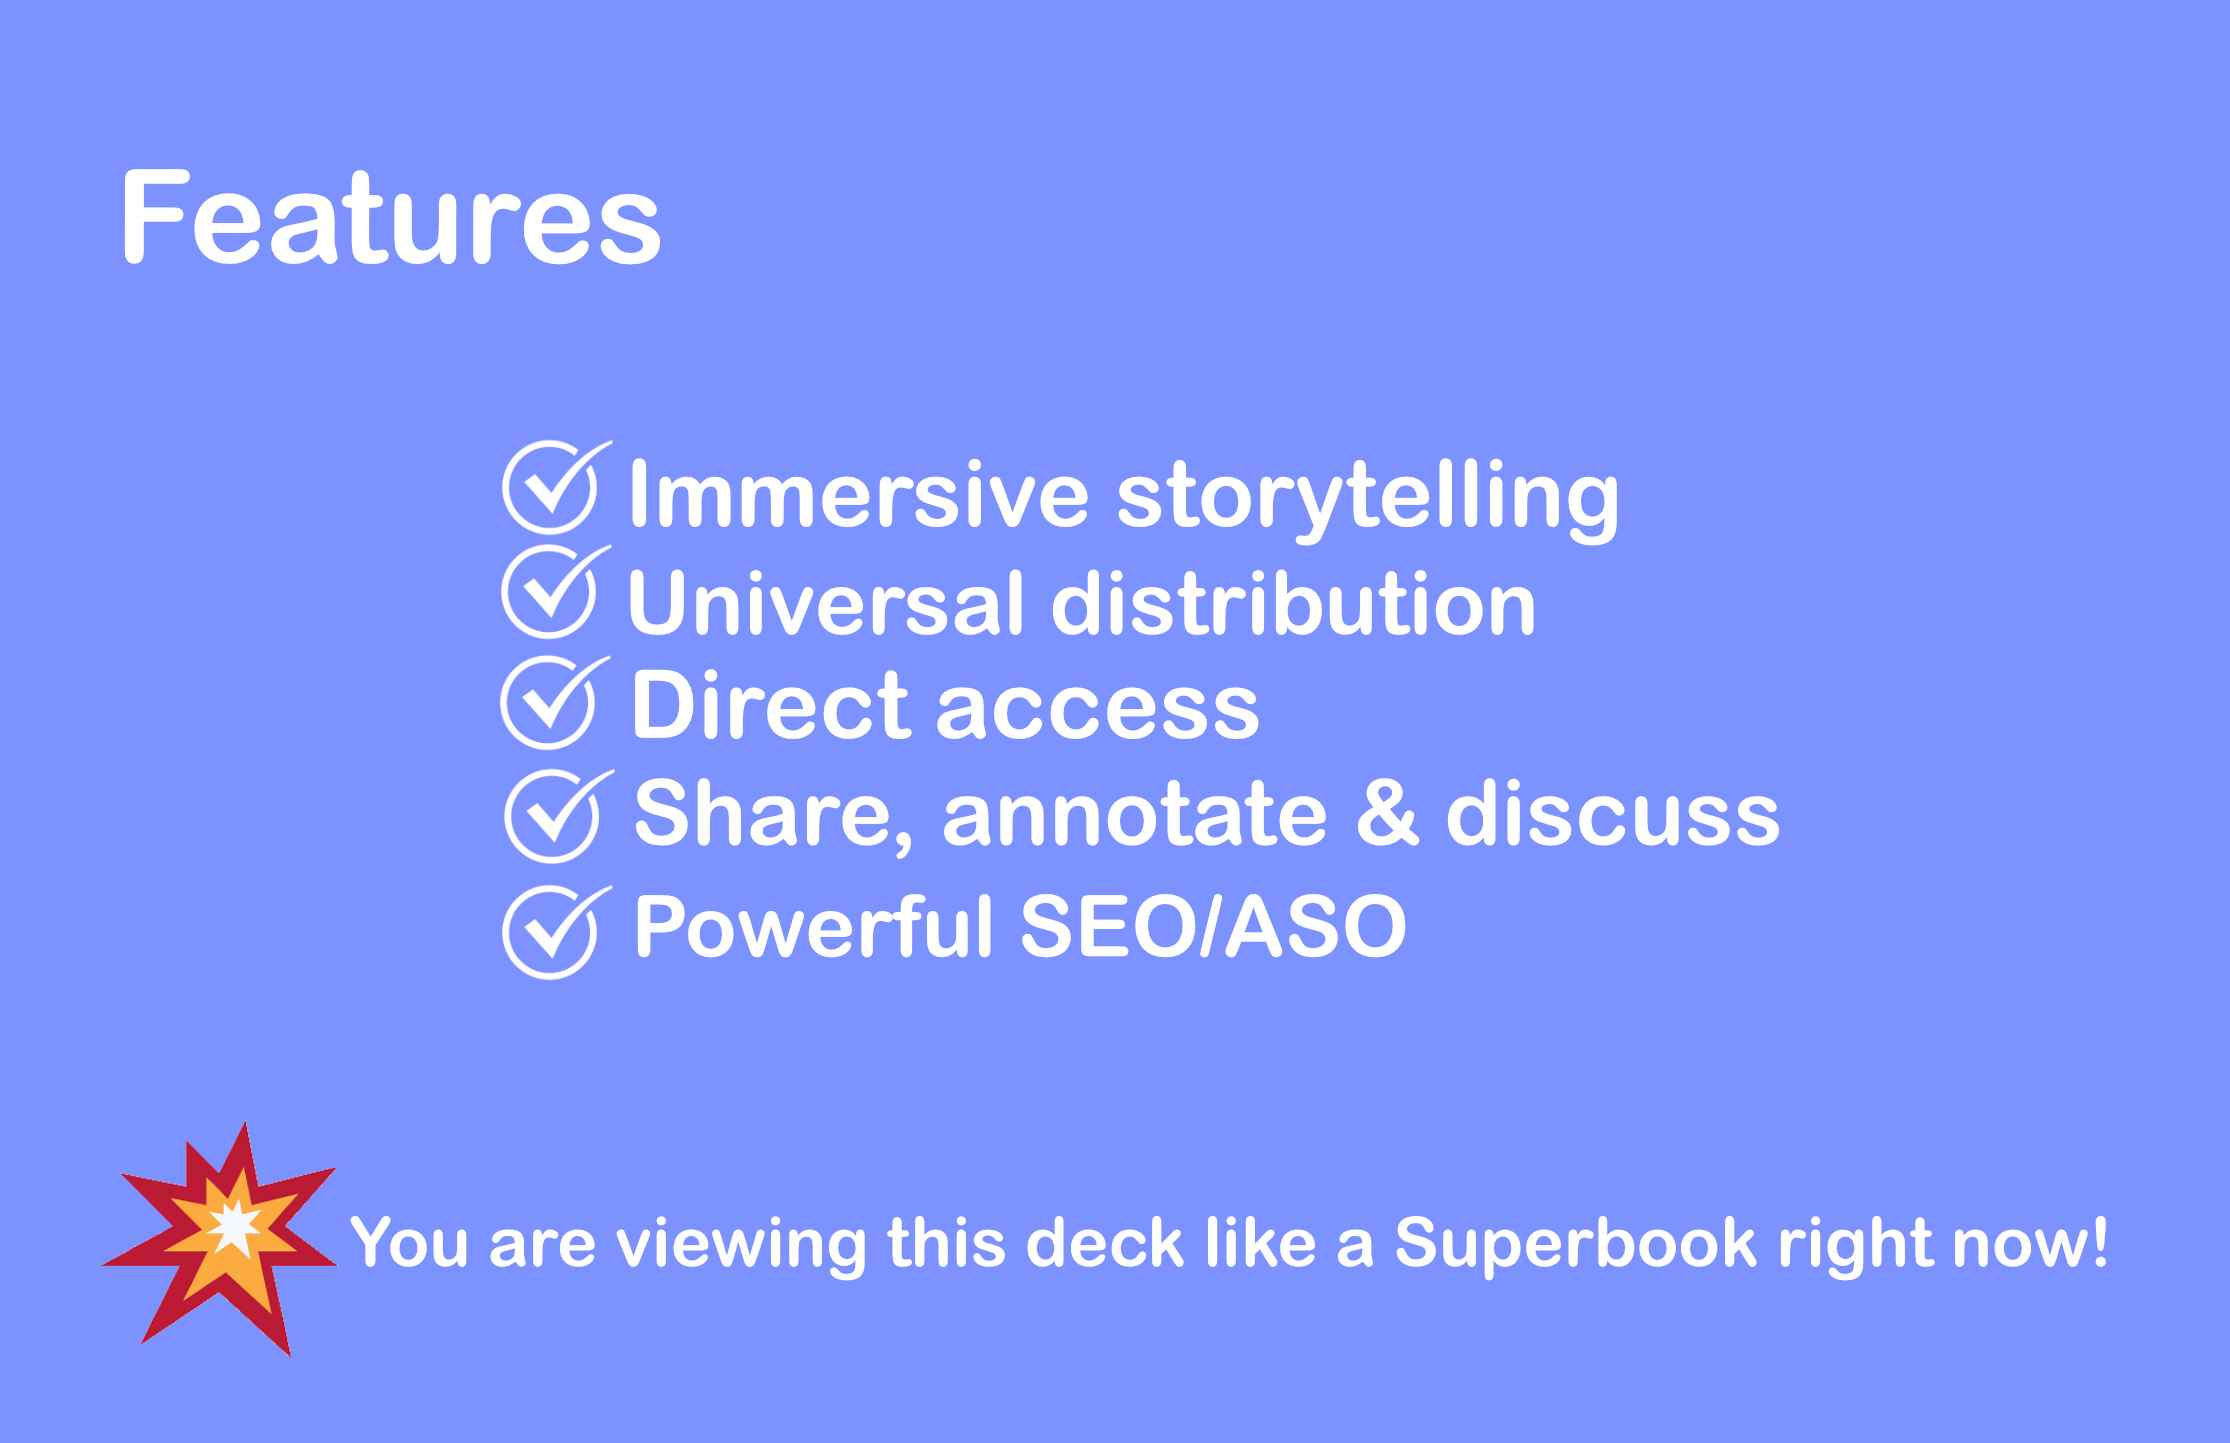 Features
Immersive storytelling
Universal distribution
Direct access
Share, annotate & discuss
Powerful SEO/ASO
You are viewing this deck like a Superbook right now!